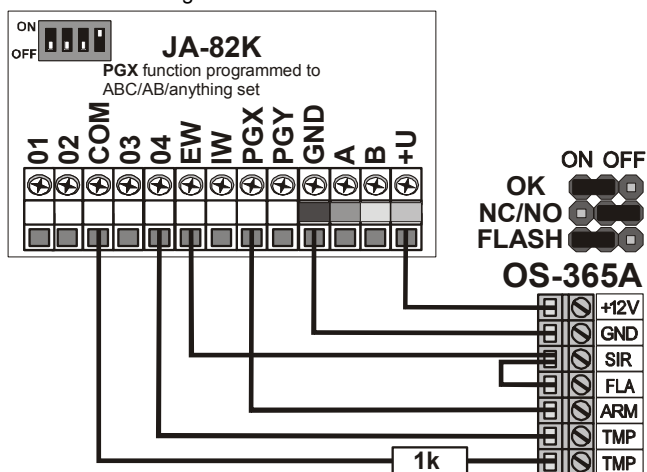 ON
OFF
JA-82K
PGX function programmed to
ABC/AB/anything set
01 02 COM 03 04 EW IW PGX PGY GND A B +U
ON OFF
OK
NC/NO
FLASH
OS-365A
+12V
GND
SIR
FLA
ARM
TMP
1k TMP